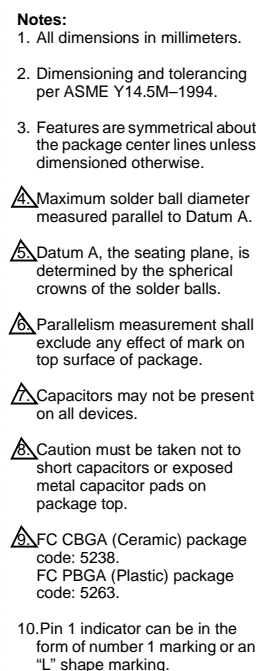 Notes:
1. All dimensions in millimeters.
2. Dimensioning and tolerancing
per ASME Y14.5M–1994.
3. Features are symmetrical about
the package center lines unless
dimensioned otherwise.
4. Maximum solder ball diameter
measured parallel to Datum A.
5. Datum A, the seating plane, is
determined by the spherical
crowns of the solder balls.
6. Parallelism measurement shall
exclude any effect of mark on
top surface of package.
7. Capacitors may not be present
on all devices.
8. Caution must be taken not to
short capacitors or exposed
metal capacitor pads on
package top.
9. FC CBGA (Ceramic) package
code: 5238.
FC PBGA (Plastic) package
code: 5263.
10.Pin 1 indicator can be in the
form of number 1 marking or an
“L” shape marking.